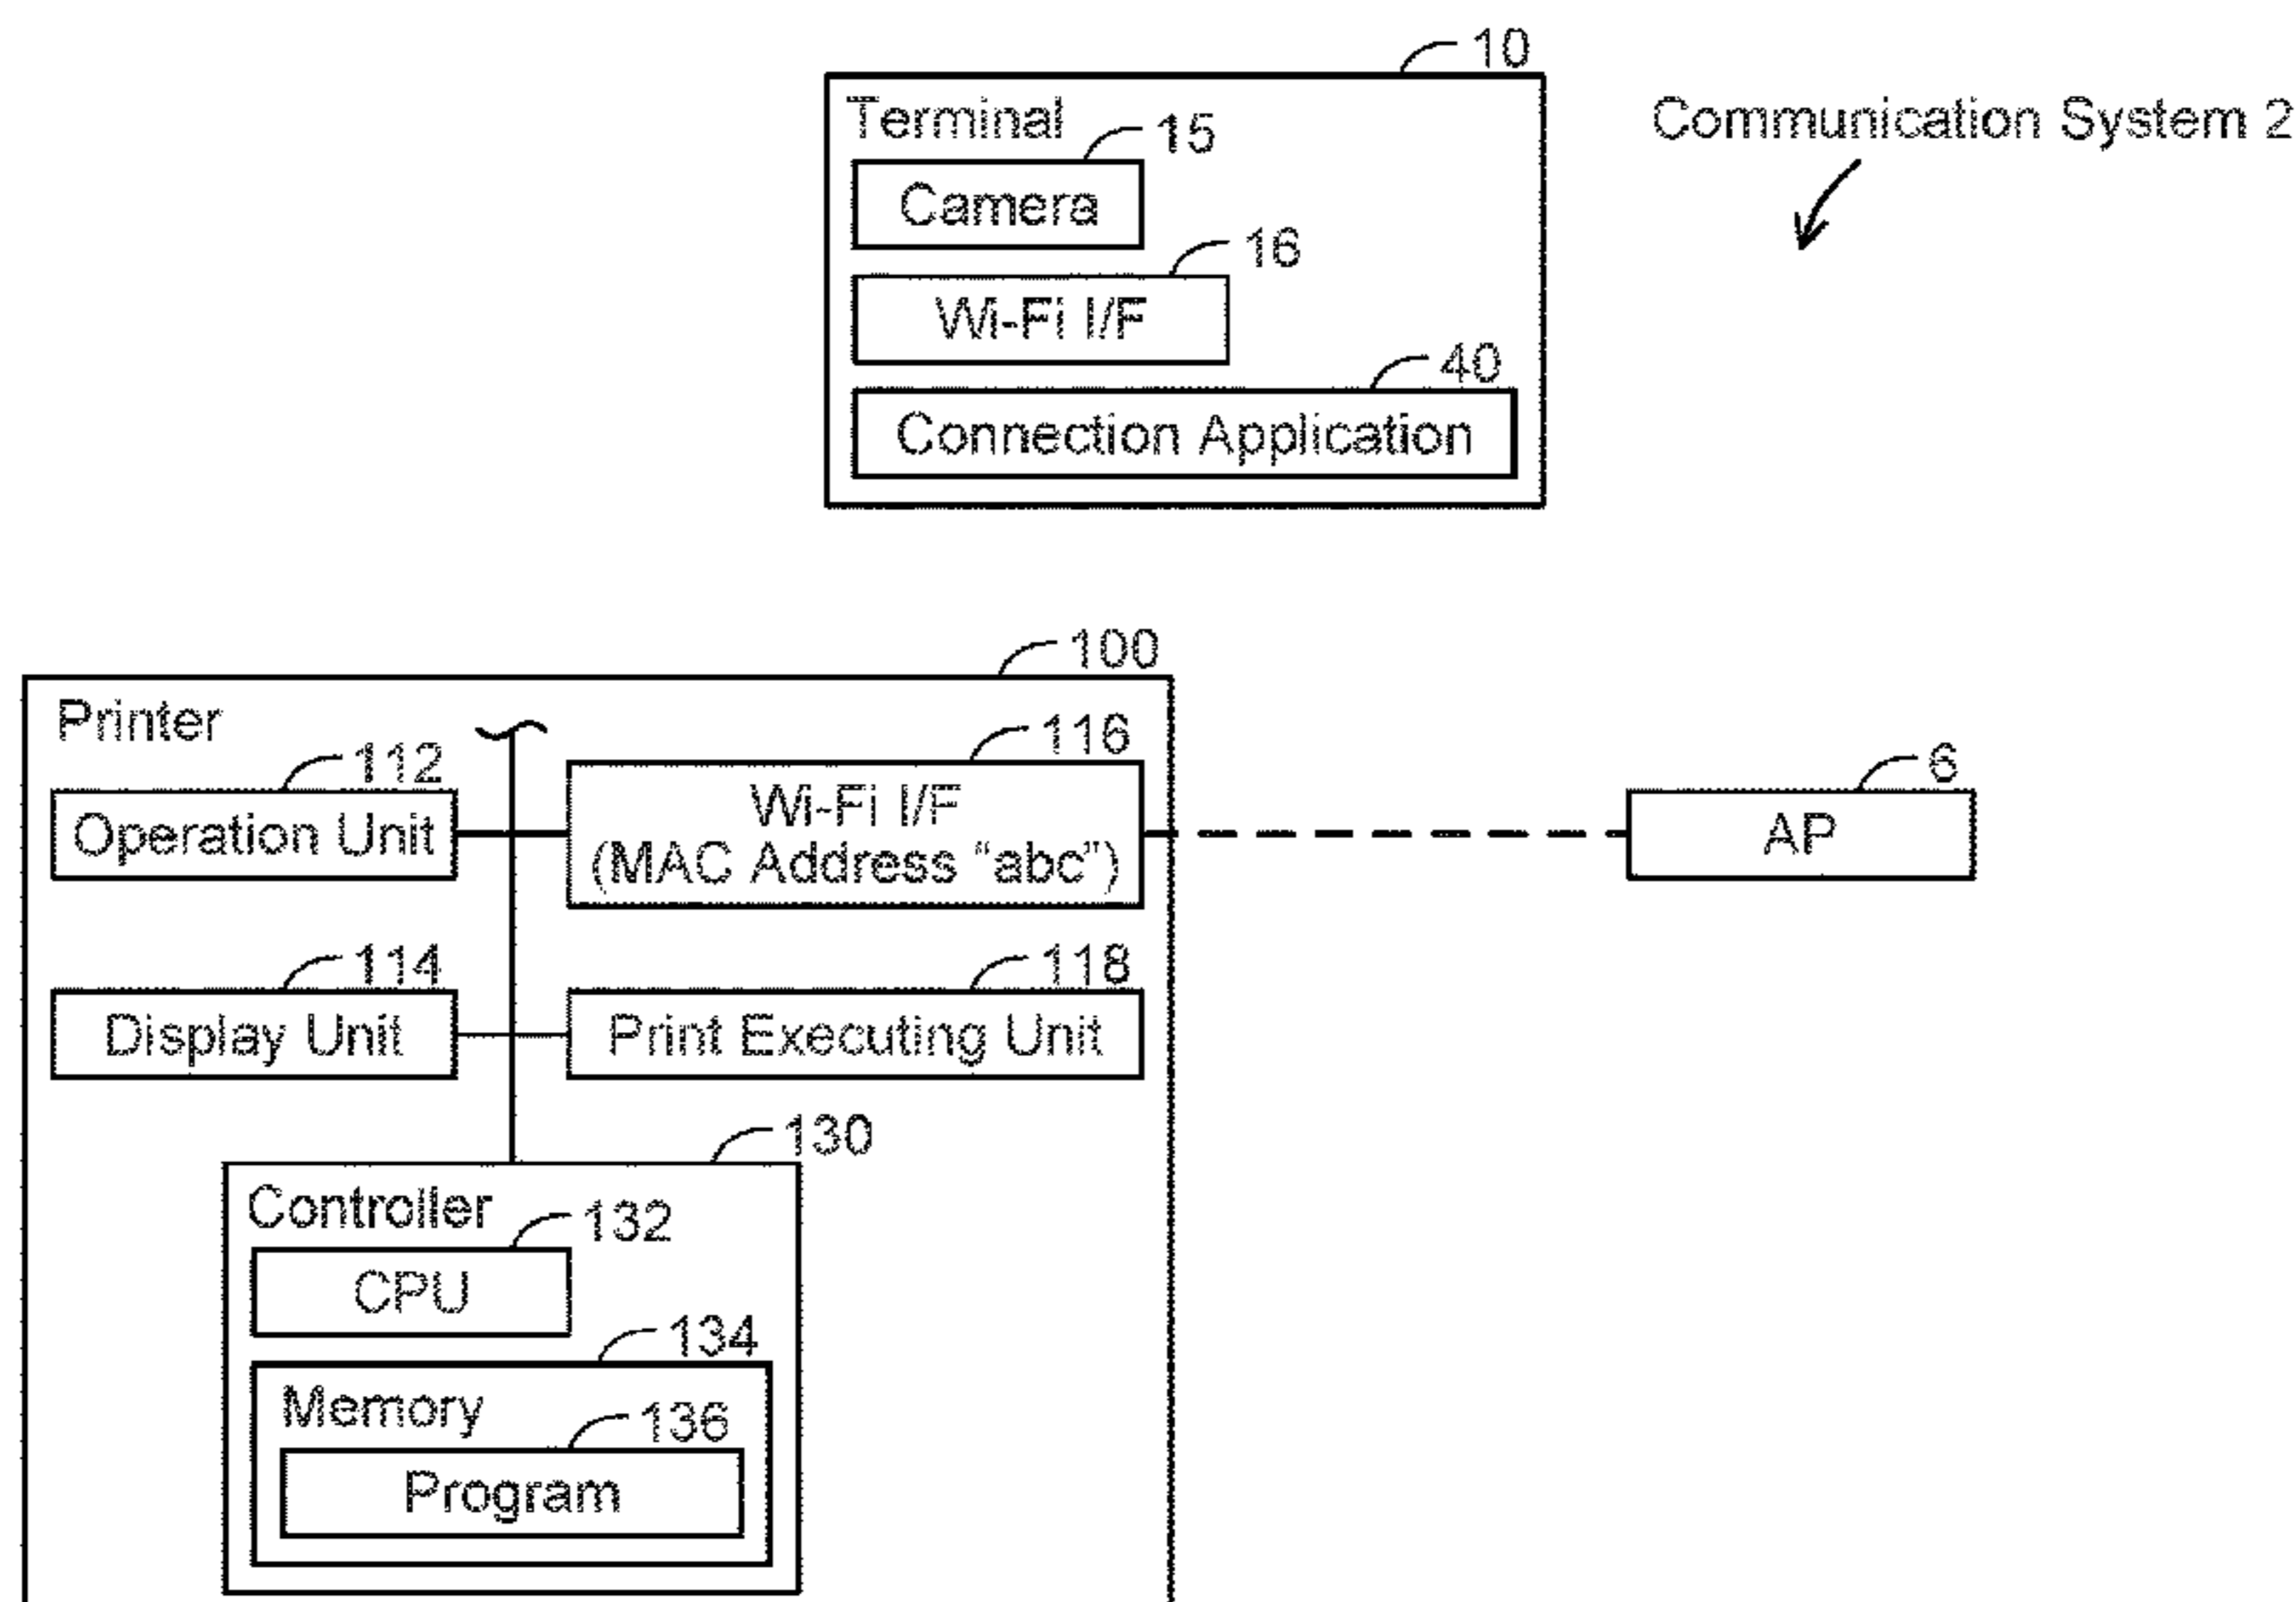 10
Terminal
Communication System 2
15
Camera
16
Wi-Fi I/F
40
Connection Application
100
Printer
116
112
Wi-Fi I/F
(MAC Address “abc”)
Operation Unit
6
AP
114
118
Display Unit
Print Executing Unit
130
Controller
132
CPU
134
Memory
136
Program